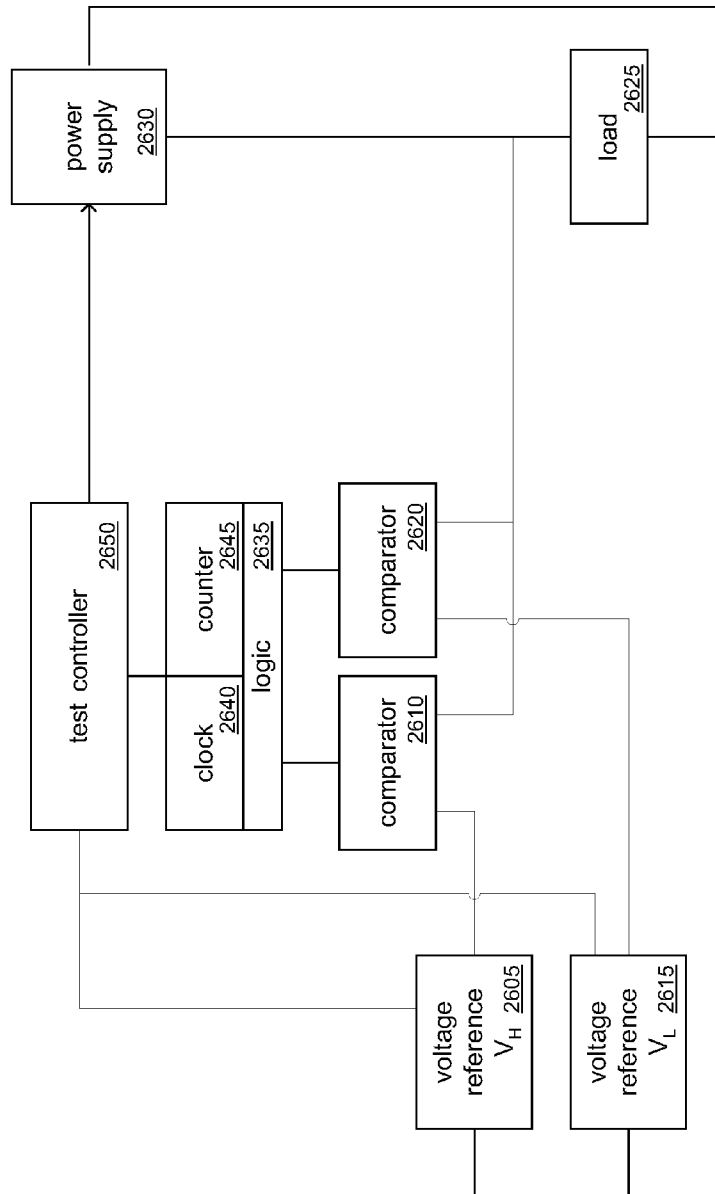 test controller
2650
clock
2640
counter
2645
logic
2635
comparator
2610
comparator
2620
voltage
reference
V_H 2605
voltage
reference
V_L 2615
power
supply
2630
load
2625